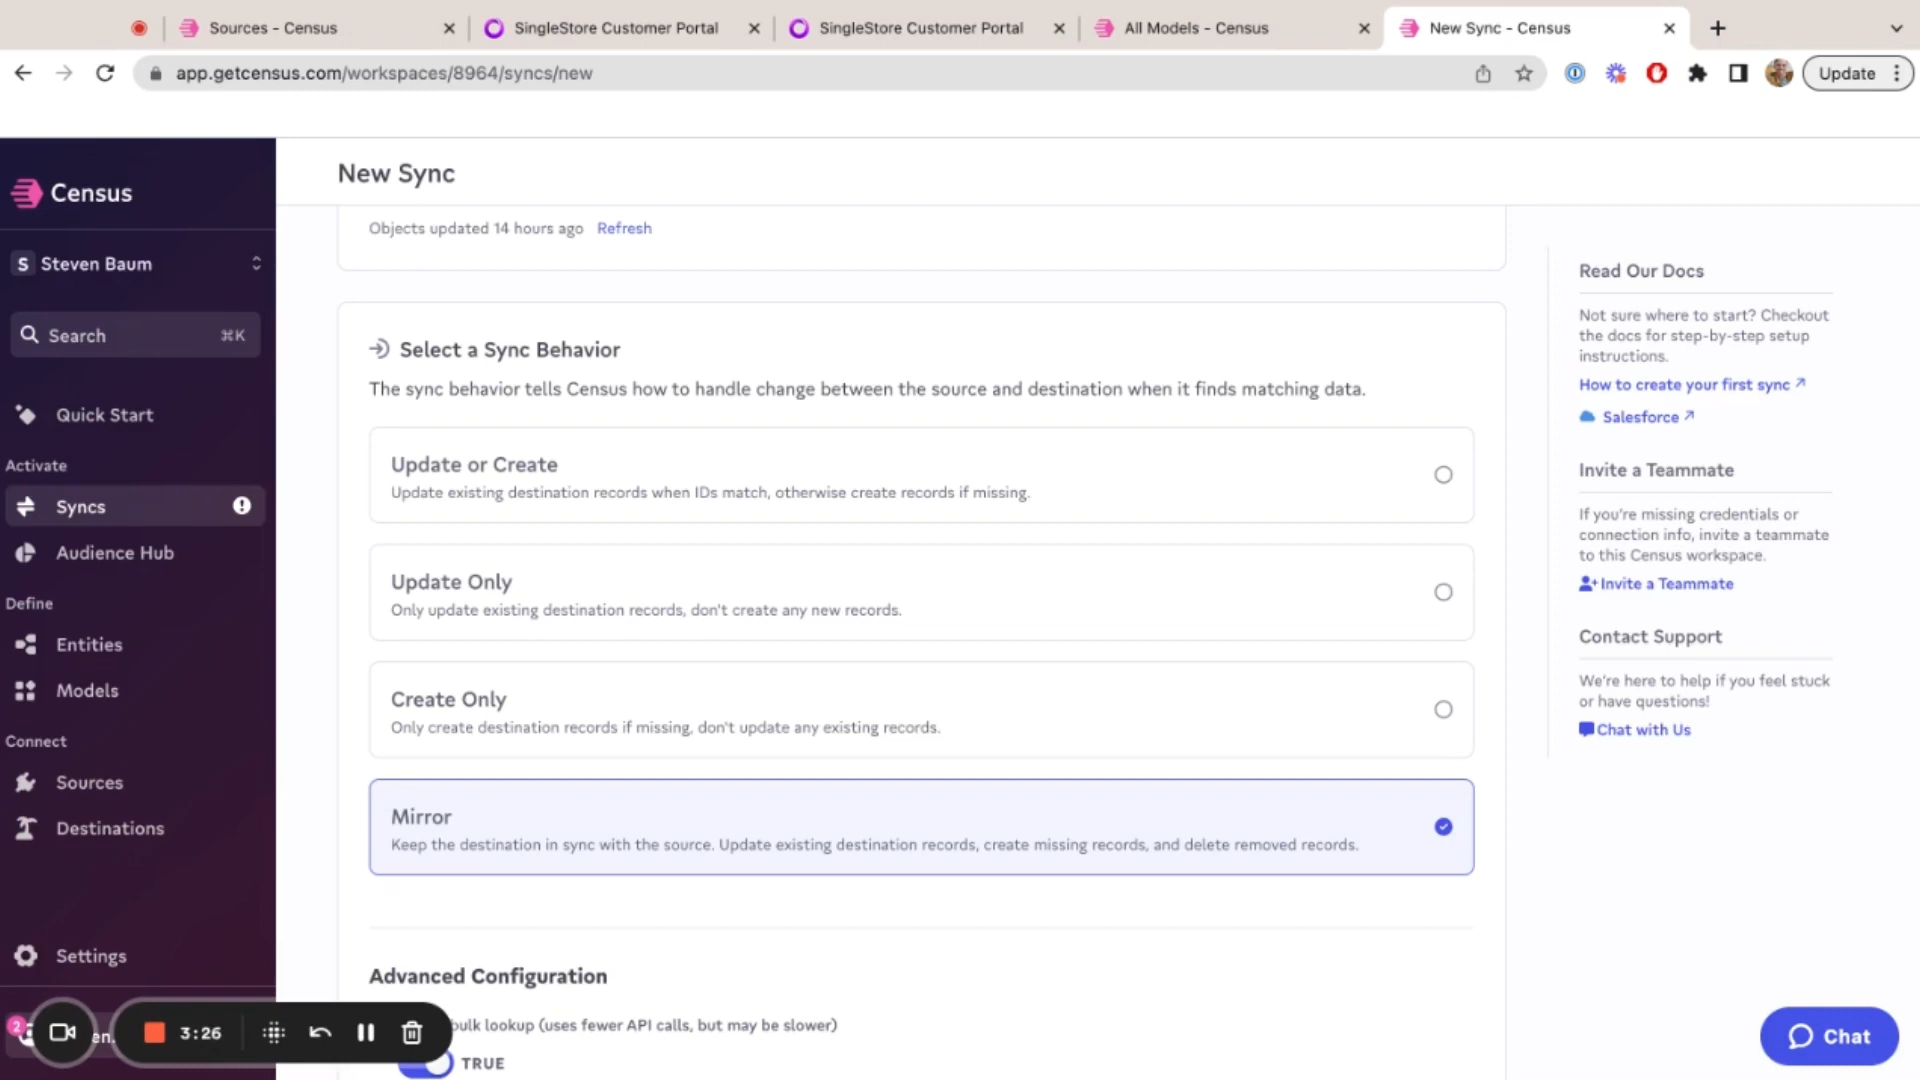 Sources - Census
SingleStore Customer Portal
SingleStore Customer Portal
All Models - Census
New Sync - Census
app.getcensus.com/workspaces/8964/syncs/new
Update
Census
S Steven Baum
Search ⌘K
Quick Start
Activate
Syncs
Audience Hub
Define
Entities
Models
Connect
Sources
Destinations
Settings
2
en.
3:26
New Sync
Objects updated 14 hours ago Refresh
Select a Sync Behavior
The sync behavior tells Census how to handle change between the source and destination when it finds matching data.
Update or Create
Update existing destination records when IDs match, otherwise create records if missing.
Update Only
Only update existing destination records, don't create any new records.
Create Only
Only create destination records if missing, don't update any existing records.
Mirror
Keep the destination in sync with the source. Update existing destination records, create missing records, and delete removed records.
Advanced Configuration
bulk lookup (uses fewer API calls, but may be slower)
TRUE
Read Our Docs
Not sure where to start? Checkout
the docs for step-by-step setup
instructions.
How to create your first sync
Salesforce
Invite a Teammate
If you're missing credentials or
connection info, invite a teammate
to this Census workspace.
Invite a Teammate
Contact Support
We're here to help if you feel stuck
or have questions!
Chat with Us
Chat